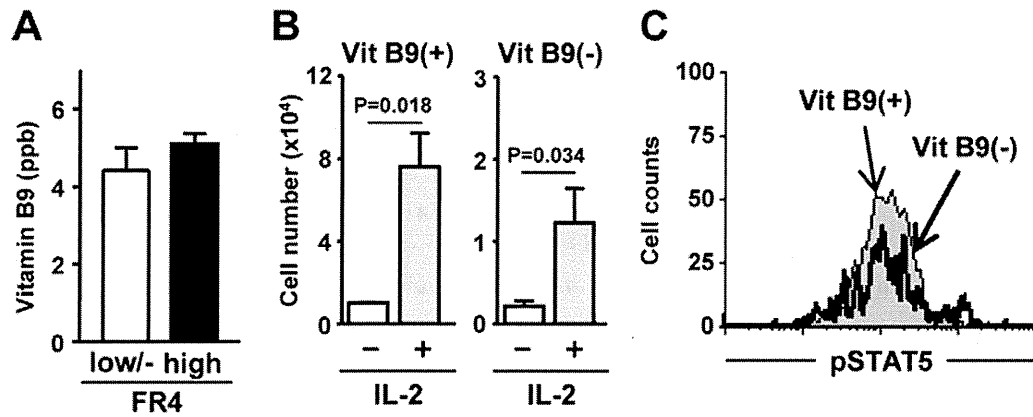 A
Vitamin B9 (ppb)
6
4
2
0
low/- high
FR4
B
Vit B9(+)
Vit B9(-)
Cell number (x10⁴)
12
8
4
0
P=0.018
– +
IL-2
3
2
1
0
P=0.034
– +
IL-2
C
Cell counts
100
75
50
25
0
Vit B9(+)
Vit B9(-)
pSTAT5